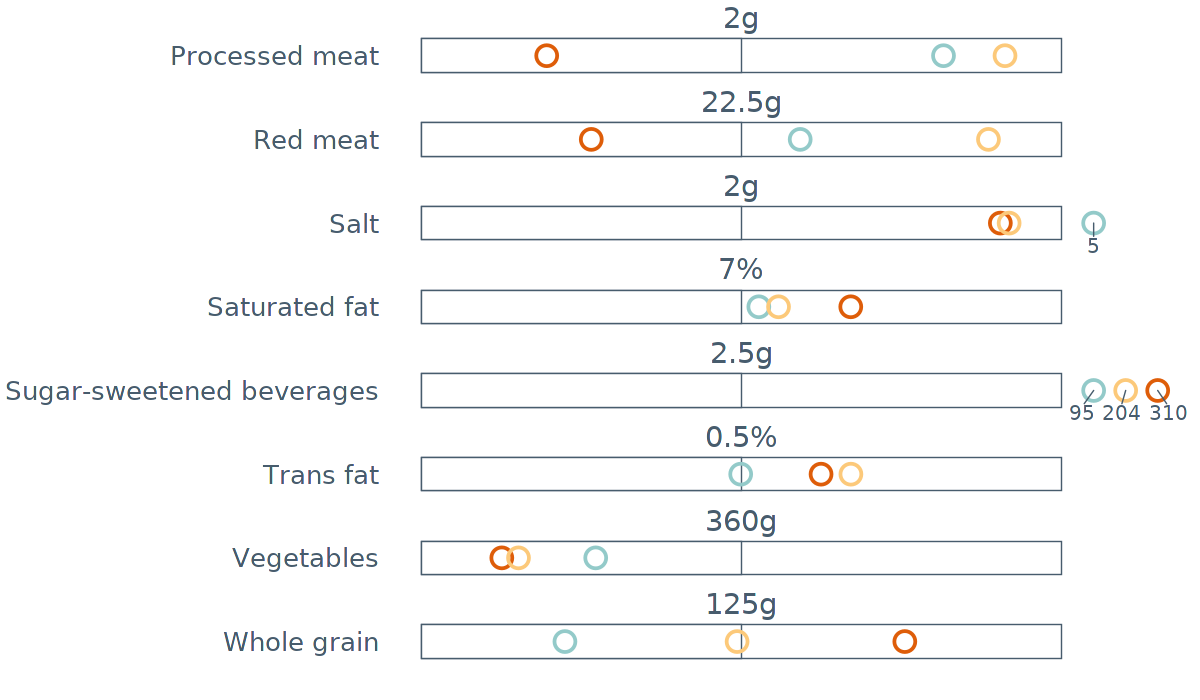 2g
Processed meat
22.5g
Red meat
2g
Salt
5
7%
Saturated fat
2.5g
Sugar-sweetened beverages
95 204 310
0.5%
Trans fat
360g
Vegetables
125g
Whole grain